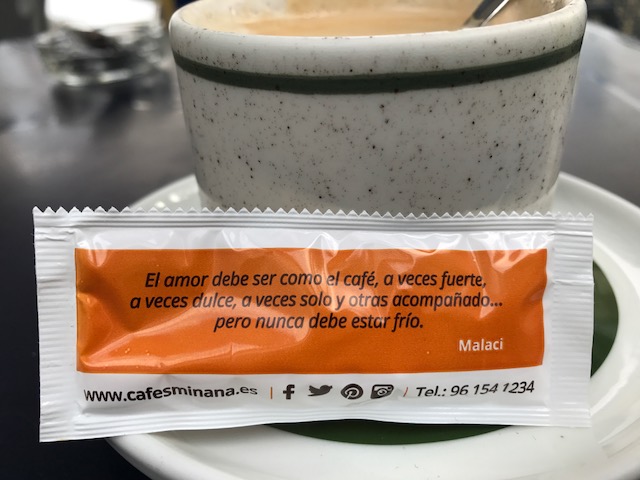 El amor debe ser como el café, a veces fuerte,
a veces dulce, a veces solo y otras acompañado...
pero nunca debe estar frío.
Malaci
www.cafesminana.es | | Tel.: 96 154 1234